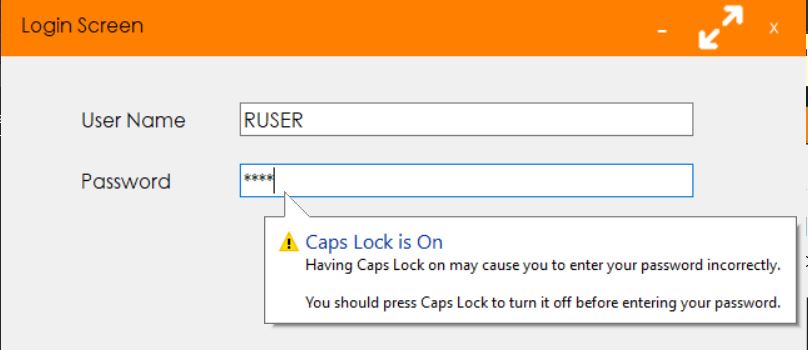 Login Screen
User Name RUSER
Password ****
Caps Lock is On
Having Caps Lock on may cause you to enter your password incorrectly.
You should press Caps Lock to turn it off before entering your password.